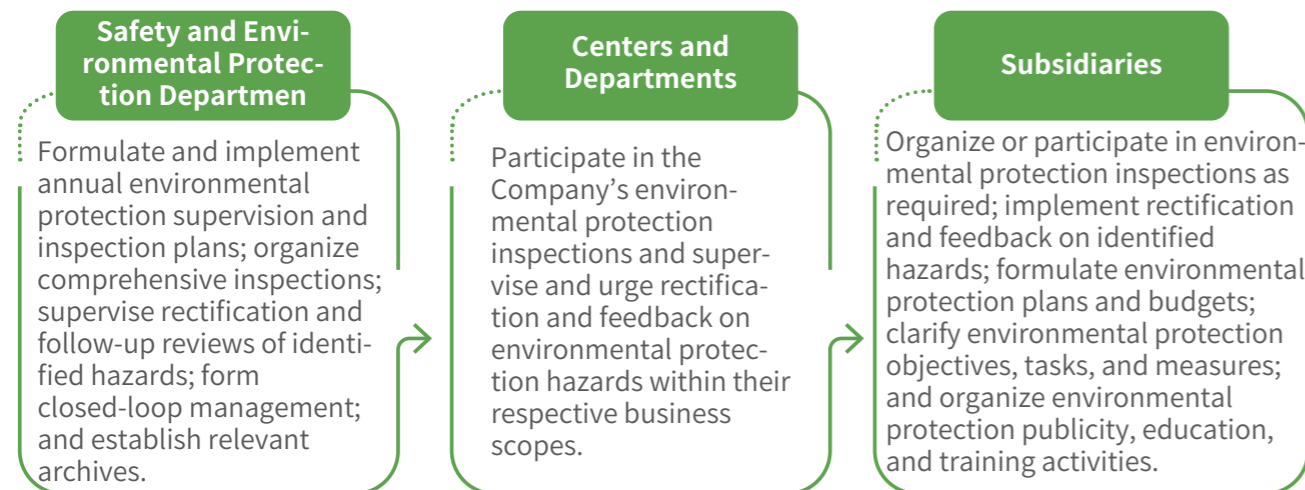 Safety and Envi-
ronmental Protec-
tion Departmen
Formulate and implement
annual environmental
protection supervision and
inspection plans; organize
comprehensive inspections;
supervise rectification and
follow-up reviews of identi-
fied hazards; form
closed-loop management;
and establish relevant
archives.
Centers and
Departments
Participate in the
Company’s environ-
mental protection
inspections and super-
vise and urge rectifica-
tion and feedback on
environmental protec-
tion hazards within their
respective business
scopes.
Subsidiaries
Organize or participate in environ-
mental protection inspections as
required; implement rectification
and feedback on identified
hazards; formulate environmental
protection plans and budgets;
clarify environmental protection
objectives, tasks, and measures;
and organize environmental
protection publicity, education,
and training activities.